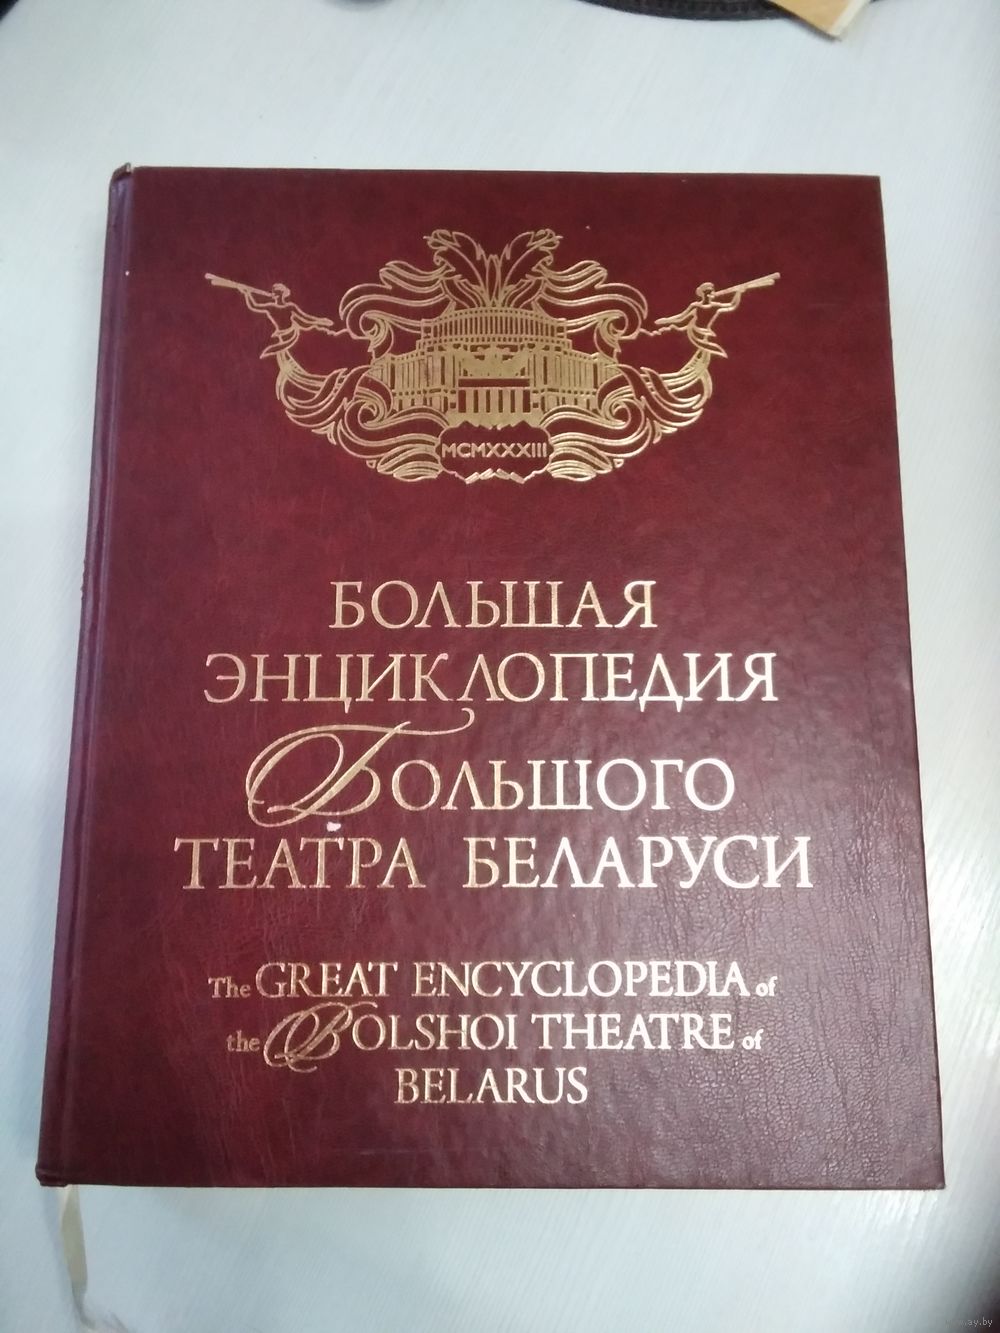 MCMXXXIII
БОЛЬШАЯ
ЭНЦИКЛОПЕДИЯ
БОЛЬШОГО
ТЕАТРА БЕЛАРУСИ
The GREAT ENCYCLOPEDIA of
the BOLSHOI THEATRE of
BELARUS